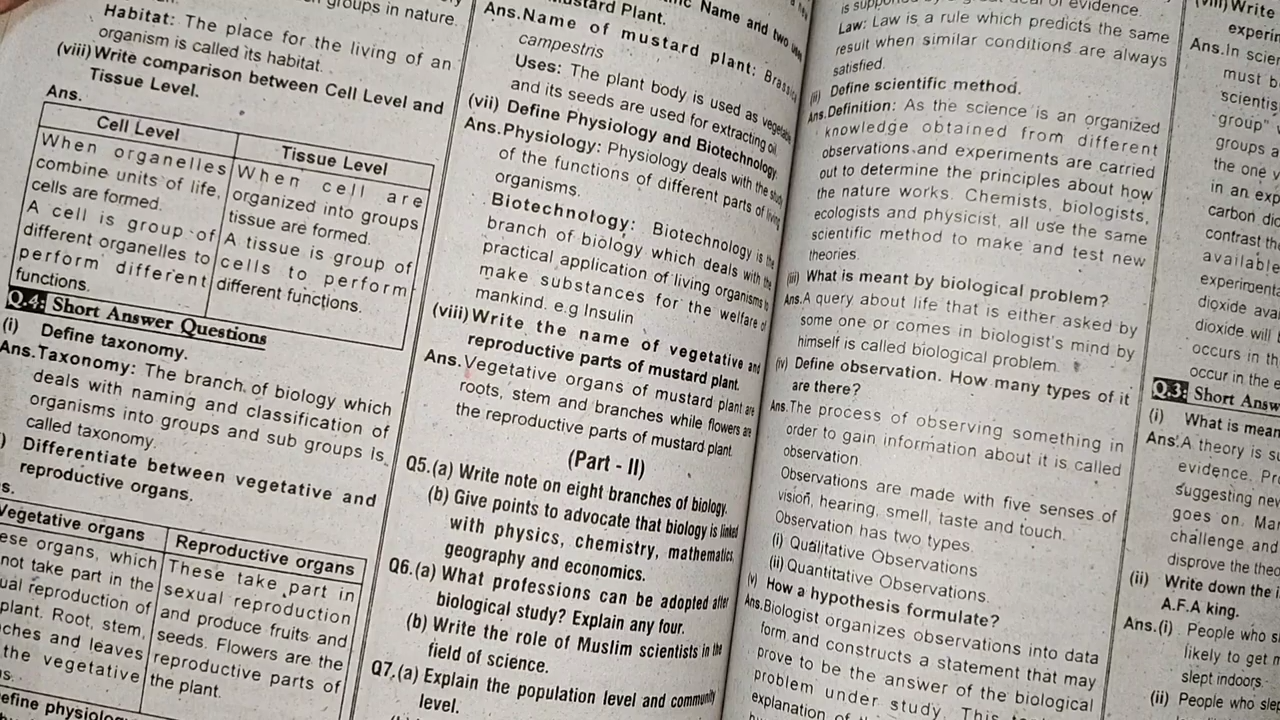 groups in nature.
Habitat: The place for the living of an
organism is called its habitat.
(viii) Write comparison between Cell Level and
Tissue Level.
Ans.
Cell Level
When organelles
combine units of life,
cells are formed.
A cell is group of
different organelles to
perform different
functions.
Tissue Level
When cell are
organized into groups
tissue are formed.
A tissue is group of
cells to perform
different functions.
Q.4: Short Answer Questions
(i) Define taxonomy.
Ans. Taxonomy: The branch of biology which
deals with naming and classification of
organisms into groups and sub groups is
called taxonomy.
Differentiate between vegetative and
reproductive organs.
Vegetative organs
organs, which
not take part in the
reproduction of
plant. Root, stem,
and leaves
the vegetative
Reproductive organs
These take part in
sexual reproduction
and produce fruits and
seeds. Flowers are the
reproductive parts of
the plant.
Name and two
Mustard Plant.
Ans. Name of mustard plant: Brassica
campestris
Uses: The plant body is used as vegetable
and its seeds are used for extracting oil.
(vii) Define Physiology and Biotechnology.
Ans. Physiology: Physiology deals with the study
of the functions of different parts of living
organisms.
Biotechnology: Biotechnology is the
branch of biology which deals with the
practical application of living organisms to
make substances for the welfare of
mankind. e.g Insulin
(viii) Write the name of vegetative and
reproductive parts of mustard plant.
Ans. Vegetative organs of mustard plant are
roots, stem and branches while flowers are
the reproductive parts of mustard plant.
(Part - II)
Q5. (a) Write note on eight branches of biology.
(b) Give points to advocate that biology is linked
with physics, chemistry, mathematics,
geography and economics.
Q6. (a) What professions can be adopted after
biological study? Explain any four.
(b) Write the role of Muslim scientists in the
field of science.
Q7. (a) Explain the population level and community
level.
is supported by a great deal of evidence.
Law: Law is a rule which predicts the same
result when similar conditions are always
satisfied.
(ii) Define scientific method.
Ans. Definition: As the science is an organized
knowledge obtained from different
observations and experiments are carried
out to determine the principles about how
the nature works. Chemists, biologists,
ecologists and physicist, all use the same
scientific method to make and test new
theories.
(iii) What is meant by biological problem?
Ans. A query about life that is either asked by
some one or comes in biologist's mind by
himself is called biological problem.
(iv) Define observation. How many types of it
are there?
Ans. The process of observing something in
order to gain information about it is called
observation.
Observations are made with five senses of
vision, hearing, smell, taste and touch.
Observation has two types.
(i) Qualitative Observations
(ii) Quantitative Observations.
(v) How a hypothesis formulate?
Ans. Biologist organizes observations into data
form and constructs a statement that may
prove to be the answer of the biological
problem under study. This
explanation of
(viii) Write
Ans. In
must b
scientis
group"
groups a
the one
in an exp
carbon
contrast
available
experimenta
dioxide
dioxide will
occurs in
occur in the
Q.3: Short Answ
(i) What is mean
Ans. A theory is su
evidence.
suggesting new
goes on.
challenge and
disprove the
(ii) Write down the
A.F.A king.
Ans. (i) People who s
likely to get
slept indoors.
(ii) People who